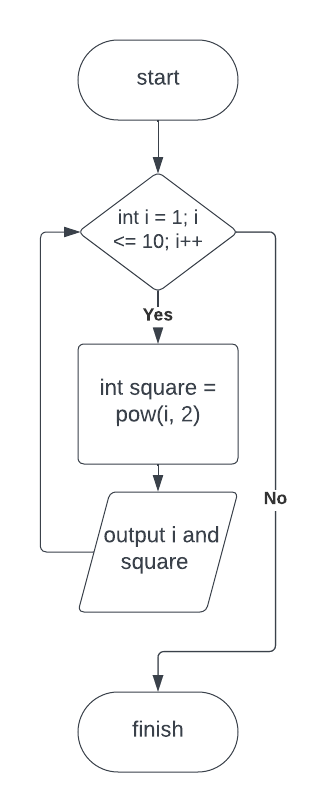 start
int i = 1; i
<= 10; i++
Yes
int square =
pow(i, 2)
No
output i and
square
finish